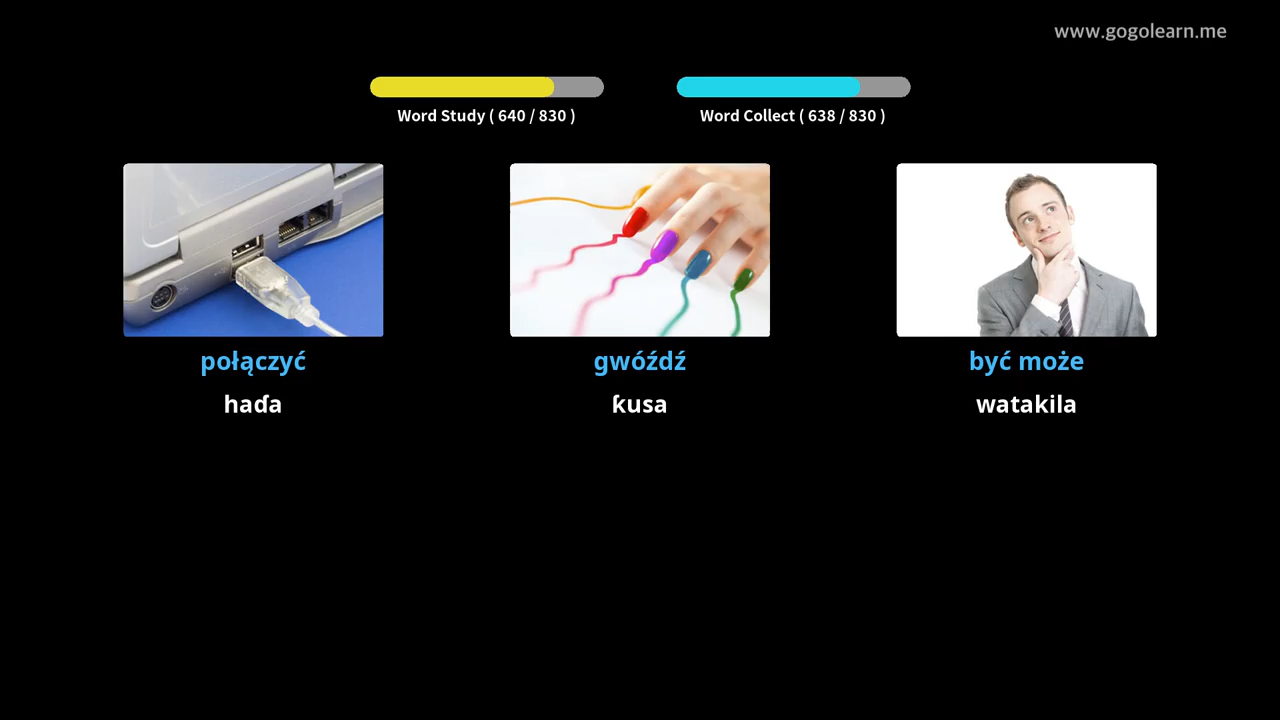 www.gogolearn.me
Word Study ( 640 / 830 )
Word Collect ( 638 / 830 )
połączyć
haɗa
gwóźdź
ƙusa
być może
watakila